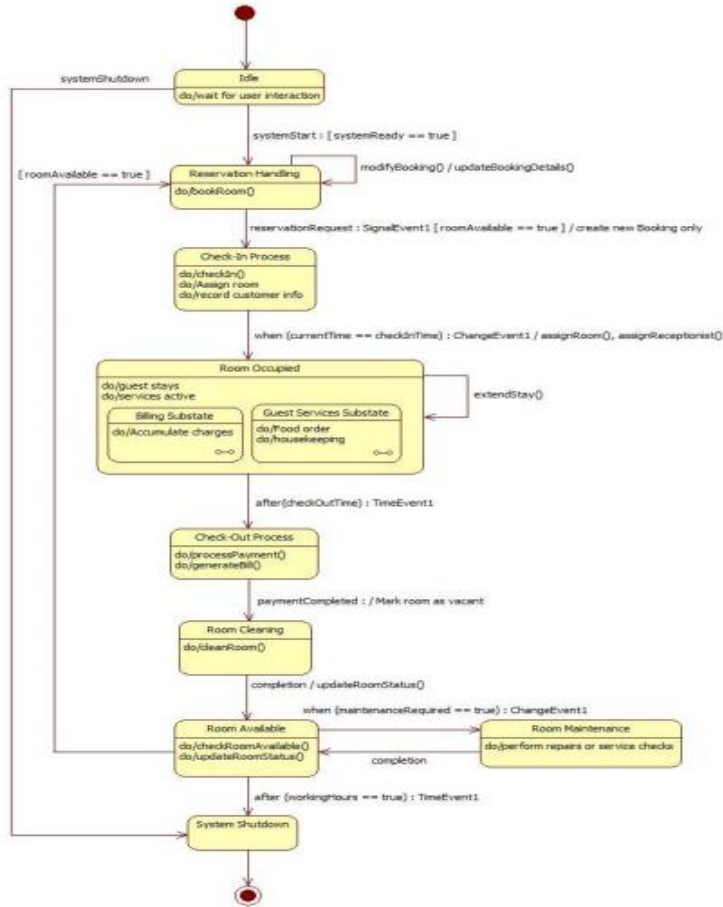 systemShutdown
Idle
do/wait for user interaction
systemStart : [ systemReady == true ]
[ roomAvailable == true ]
Reservation Handling
do/bookRoom()
modifyBooking() / updateBookingDetails()
reservationRequest : SignalEvent1 [ roomAvailable == true ] / create new Booking only
Check-In Process
do/checkIn()
do/Assign room
do/record customer info
when (currentTime == checkInTime) : ChangeEvent1 / assignRoom(), assignReceptionist()
Room Occupied
do/guest stays
do/services active
extendStay()
Billing Substate
do/Accumulate charges
Guest Services Substate
do/Food order
do/housekeeping
after(checkOutTime) : TimeEvent1
Check-Out Process
do/processPayment()
do/generateBill()
paymentCompleted : / Mark room as vacant
Room Cleaning
do/cleanRoom()
completion / updateRoomStatus()
when (maintenanceRequired == true) : ChangeEvent1
Room Available
do/checkRoomAvailable()
do/updateRoomStatus()
Room Maintenance
do/perform repairs or service checks
completion
after (workingHours == true) : TimeEvent1
System Shutdown